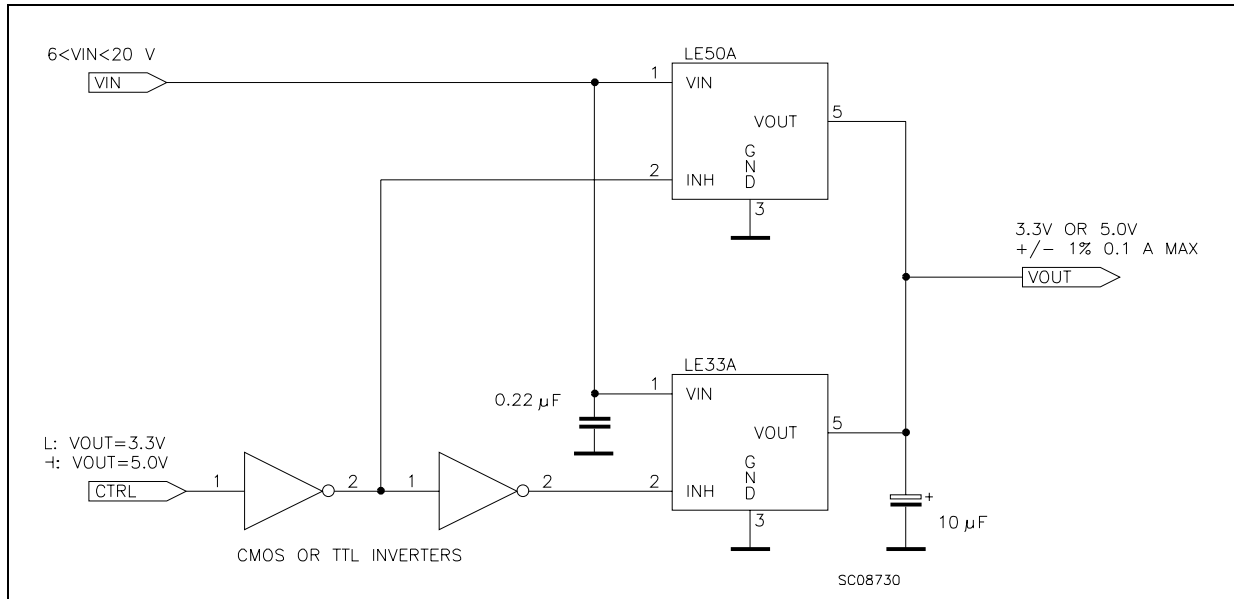 6<VIN<20 V
VIN
LE50A
1
VIN
VOUT
5
GND
2
INH
3
3.3V OR 5.0V
+/- 1% 0.1 A MAX
VOUT
LE33A
1
VIN
0.22 µF
VOUT
5
GND
2
INH
3
L: VOUT=3.3V
H: VOUT=5.0V
CTRL
1
2
1
2
+
10 µF
CMOS OR TTL INVERTERS
SC08730